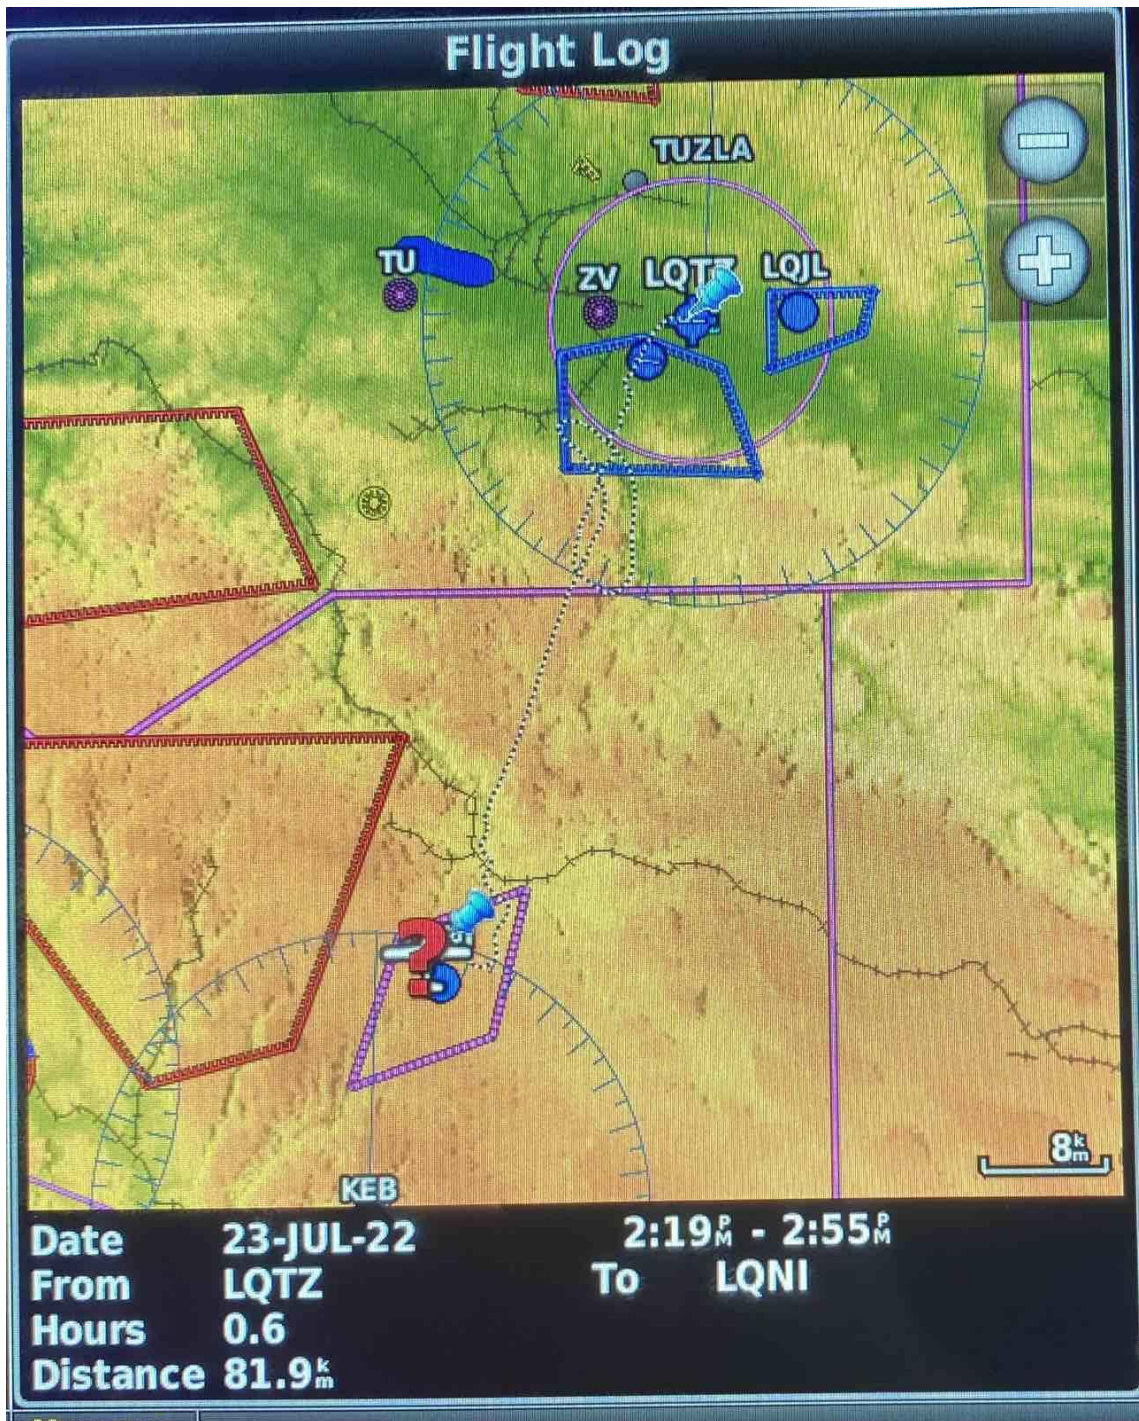 Flight Log
TUZLA
TU
ZV
LQTZ
LQJL
8km
KEB
Date 23-JUL-22 2:19PM - 2:55PM
From LQTZ To LQNI
Hours 0.6
Distance 81.9km